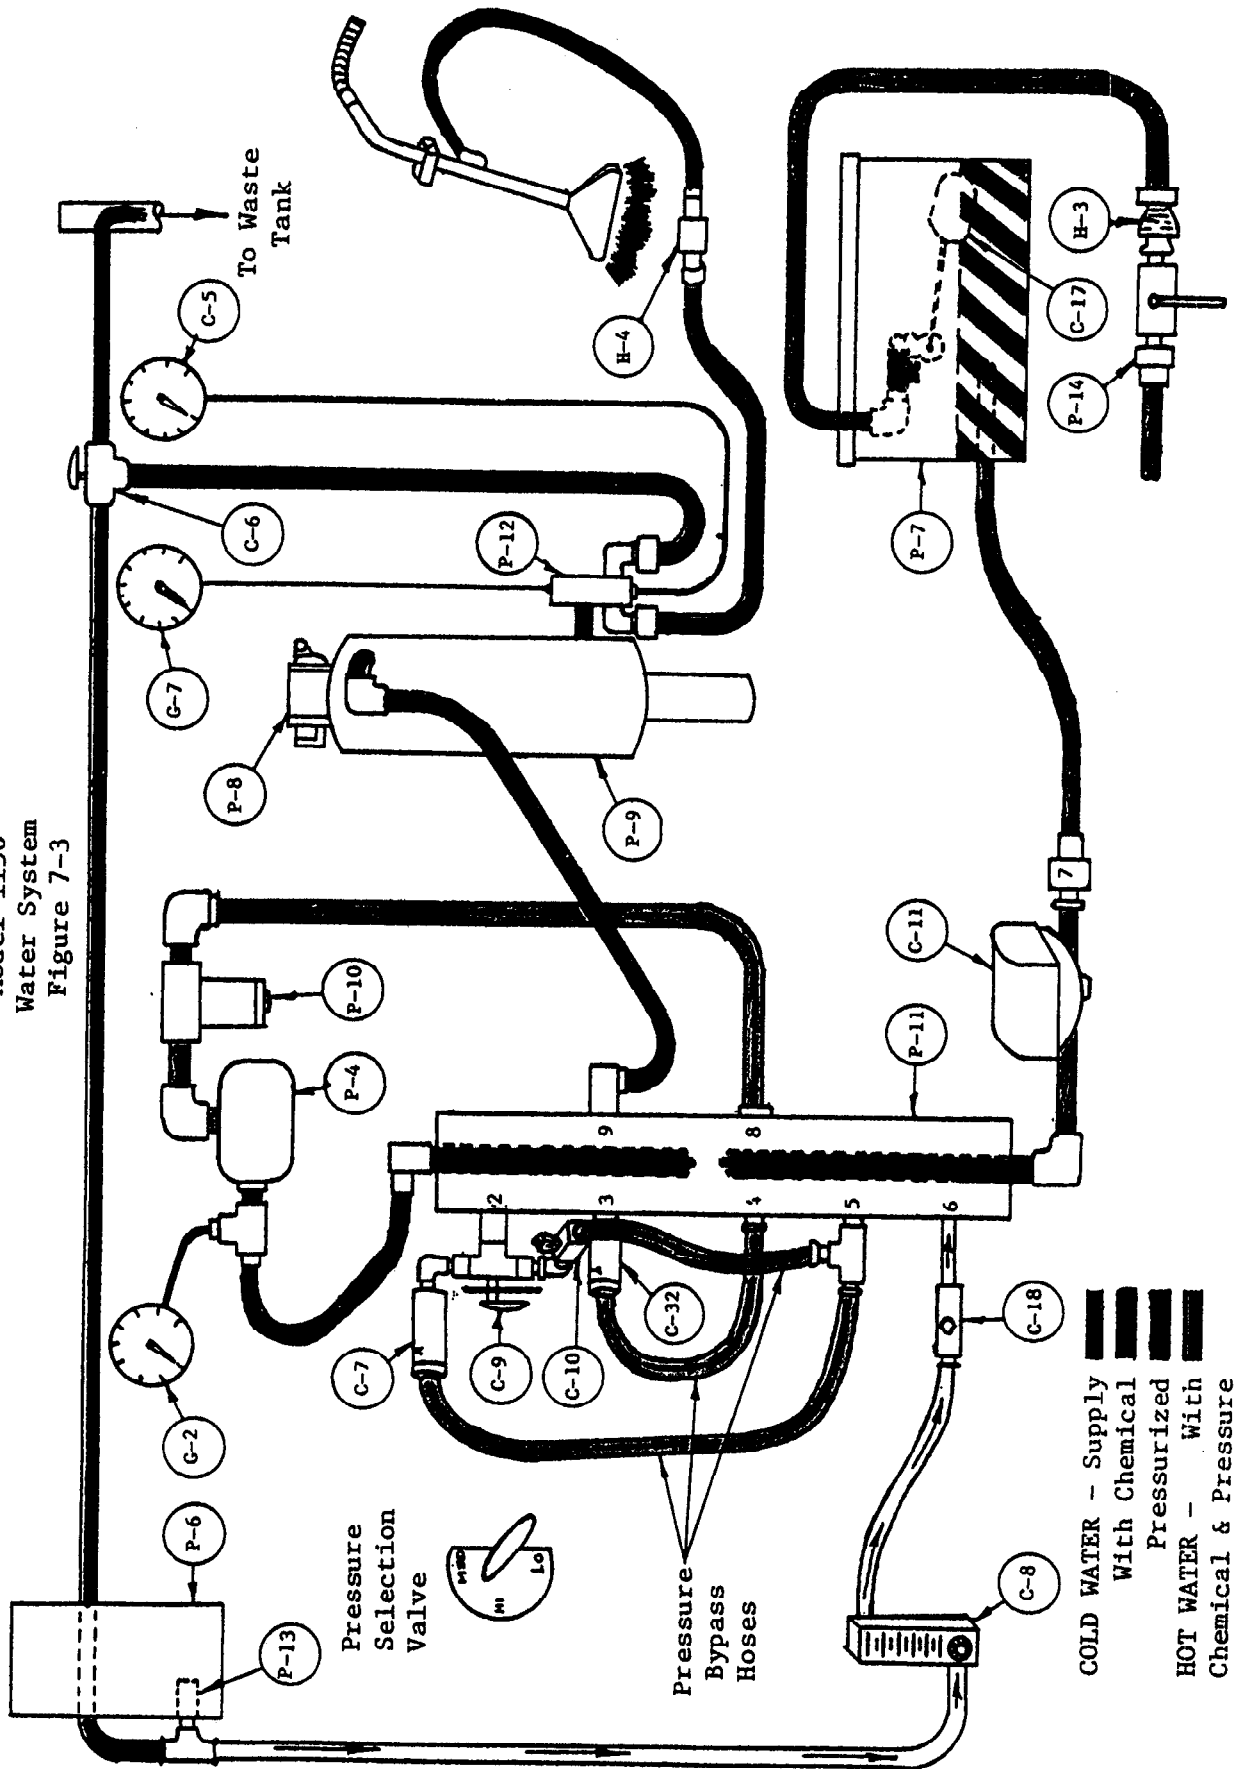 Water System
Figure 7-3
To Waste
Tank
C-5
C-6
G-7
P-12
H-4
P-8
P-9
P-10
P-4
G-2
P-6
P-13
H-3
C-17
P-14
P-7
7
C-11
P-11
9
8
2
3
4
5
6
C-7
C-9
C-10
C-32
C-18
C-8
Pressure
Selection
Valve
MED
HI
LO
Pressure
Bypass
Hoses
COLD WATER - Supply
With Chemical
Pressurized
HOT WATER - With
Chemical & Pressure